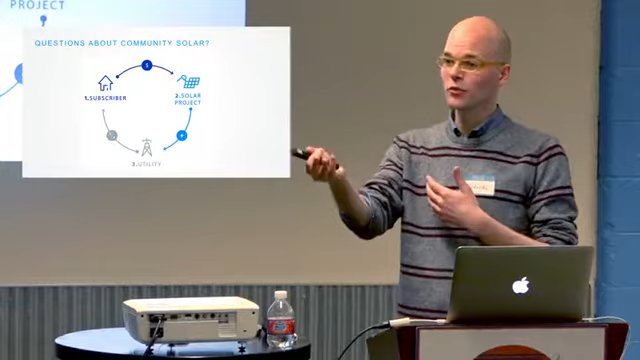 PROJECT
QUESTIONS ABOUT COMMUNITY SOLAR?
$
1.SUBSCRIBER
2.SOLAR
PROJECT
3.UTILITY